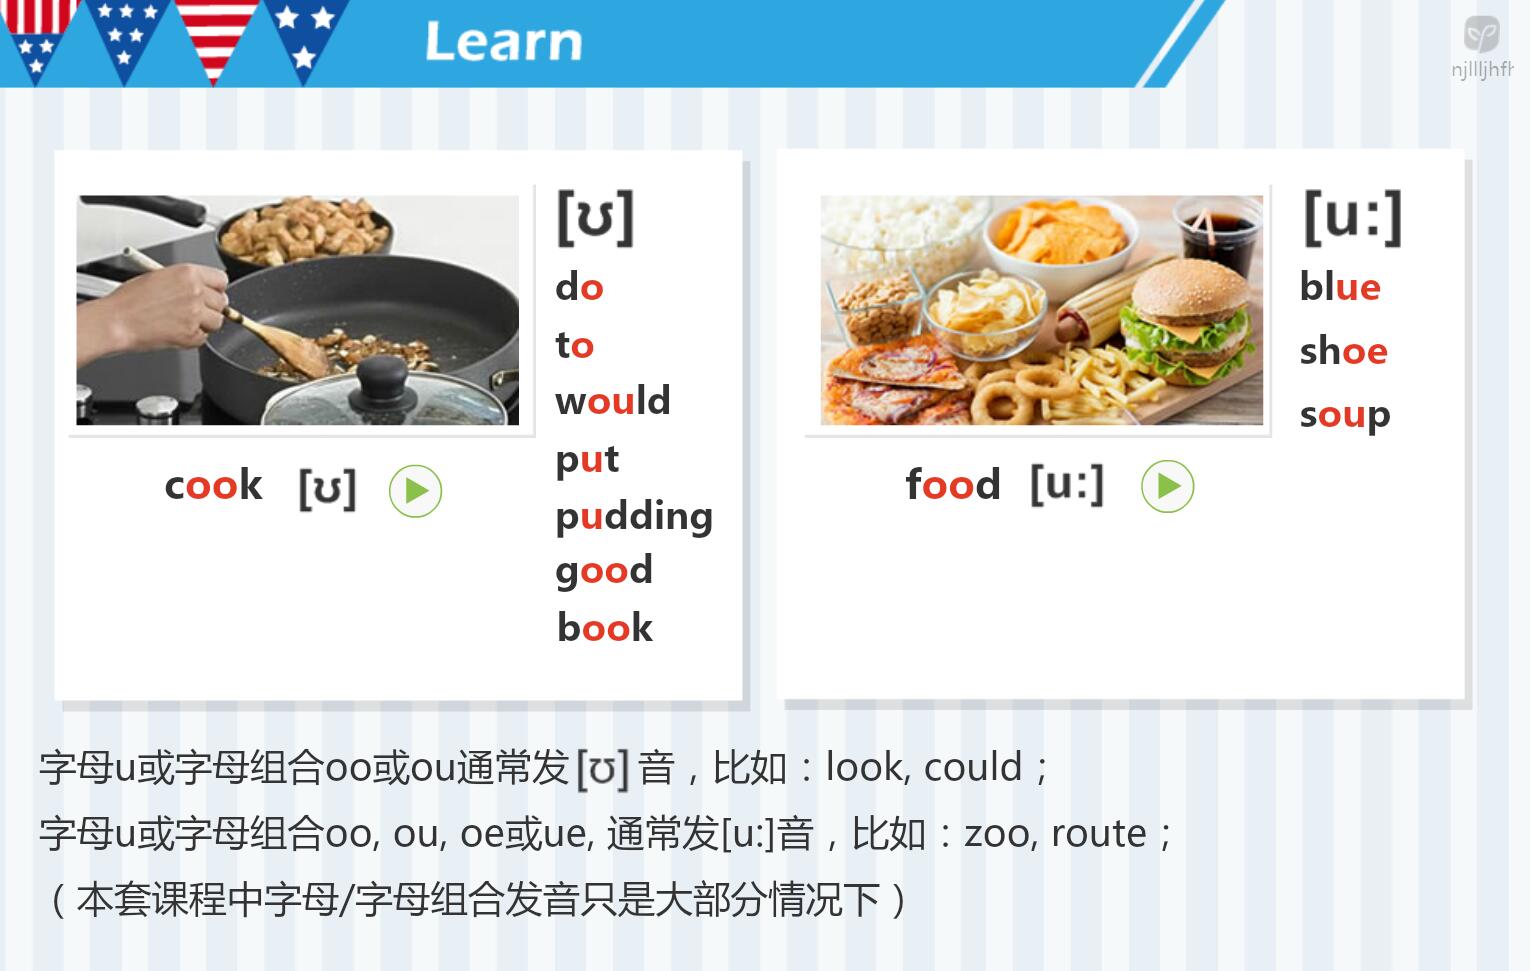 Learn
njlllljhfh
[ʊ]
do
to
would
put
pudding
good
book
cook [ʊ]
[u:]
blue
shoe
soup
food [u:]
字母u或字母组合oo或ou通常发[ʊ]音，比如：look, could；
字母u或字母组合oo, ou, oe或ue, 通常发[u:]音，比如：zoo, route；
（本套课程中字母/字母组合发音只是大部分情况下）